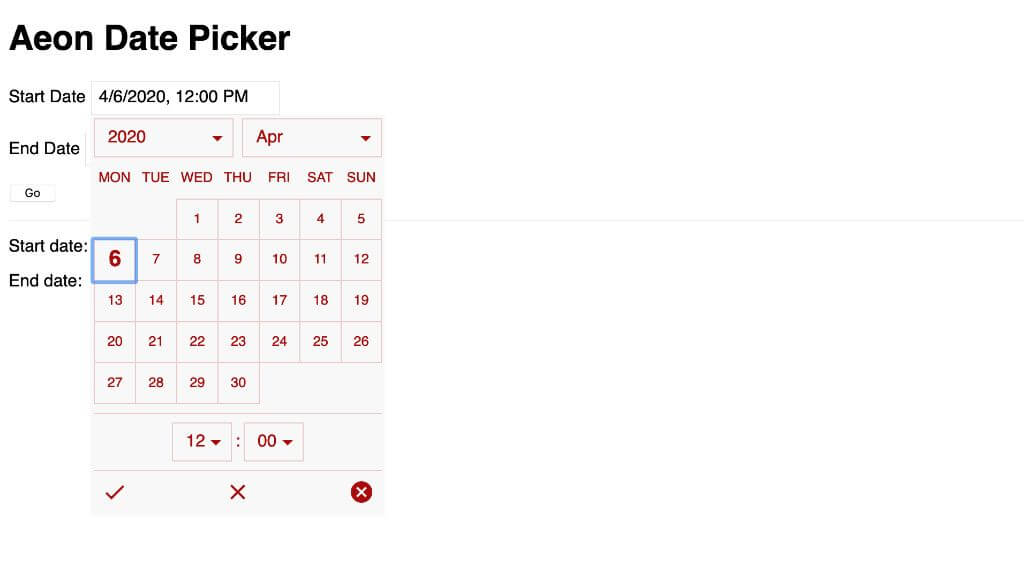 Aeon Date Picker
Start Date 4/6/2020, 12:00 PM
2020 Apr
End Date
MON TUE WED THU FRI SAT SUN
Go
1 2 3 4 5
Start date:
6 7 8 9 10 11 12
End date:
13 14 15 16 17 18 19
20 21 22 23 24 25 26
27 28 29 30
12 : 00